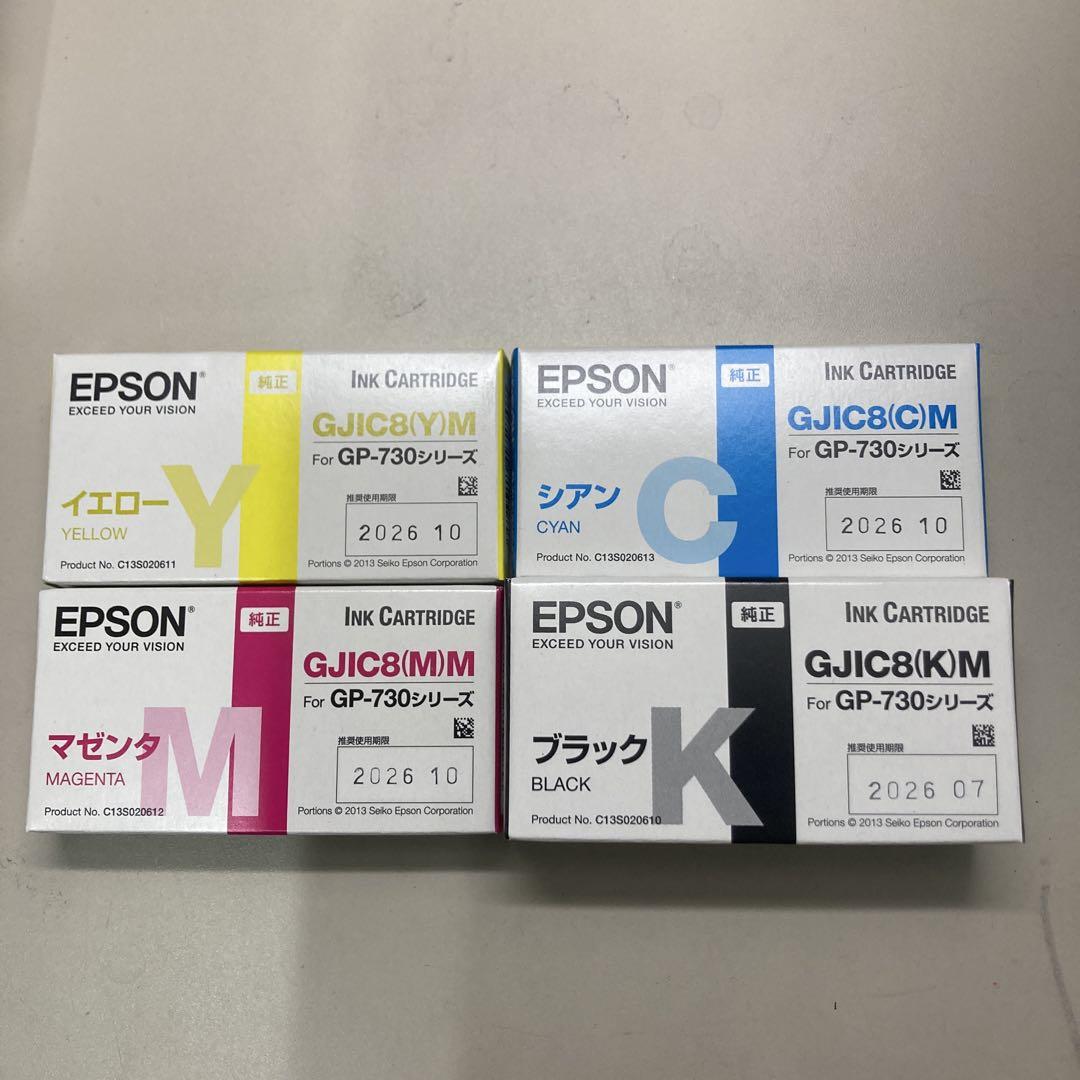 EPSON®
EXCEED YOUR VISION
純正
INK CARTRIDGE
GJIC8(Y)M
For GP-730シリーズ
イエロー
Y
YELLOW
推奨使用期限
2026 10
Product No. C13S020611
Portions © 2013 Seiko Epson Corporation
EPSON®
EXCEED YOUR VISION
純正
INK CARTRIDGE
GJIC8(C)M
For GP-730シリーズ
シアン
C
CYAN
推奨使用期限
2026 10
Product No. C13S020613
Portions © 2013 Seiko Epson Corporation
EPSON®
EXCEED YOUR VISION
純正
INK CARTRIDGE
GJIC8(M)M
For GP-730シリーズ
マゼンタ
M
MAGENTA
推奨使用期限
2026 10
Product No. C13S020612
Portions © 2013 Seiko Epson Corporation
EPSON®
EXCEED YOUR VISION
純正
INK CARTRIDGE
GJIC8(K)M
For GP-730シリーズ
ブラック
K
BLACK
推奨使用期限
2026 07
Product No. C13S020610
Portions © 2013 Seiko Epson Corporation